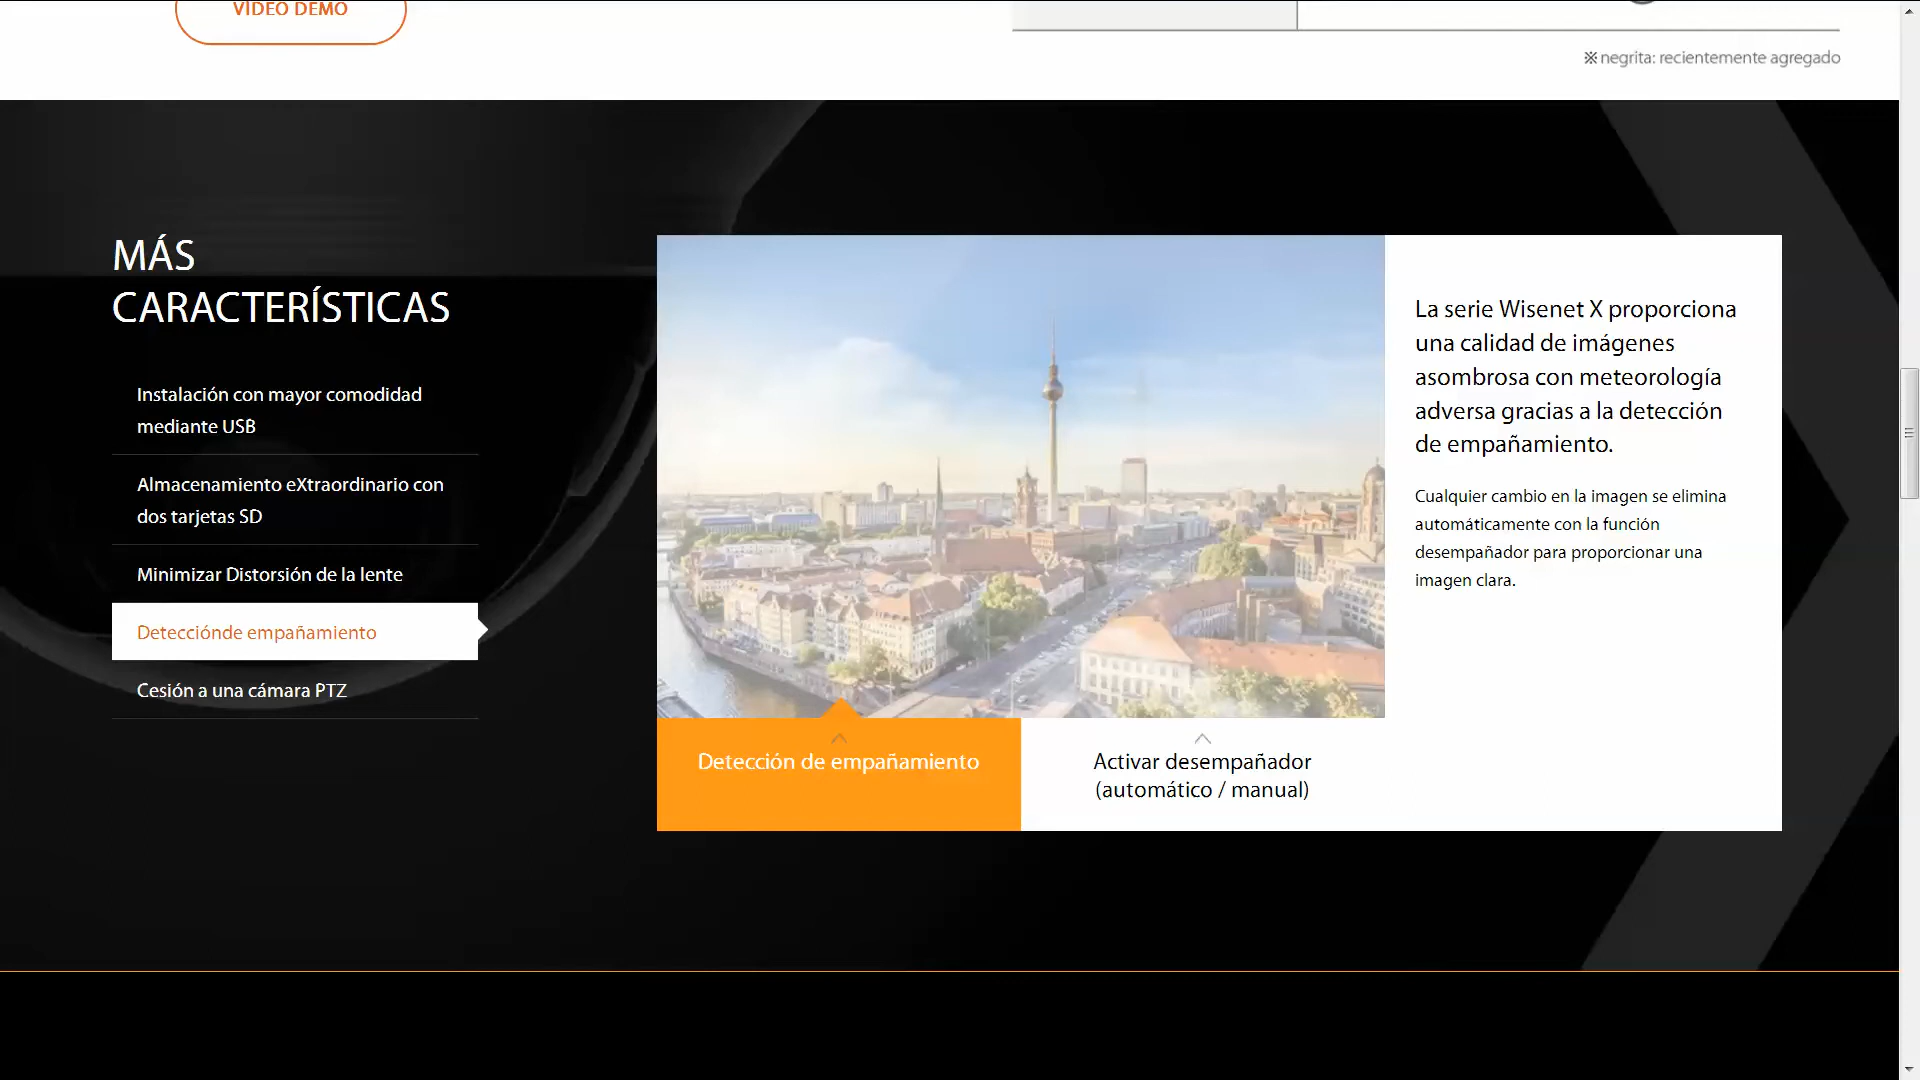 VÍDEO DEMO
※ negrita: recientemente agregado
MÁS
CARACTERÍSTICAS
Instalación con mayor comodidad
mediante USB
Almacenamiento eXtraordinario con
dos tarjetas SD
Minimizar Distorsión de la lente
Detecciónde empañamiento
Cesión a una cámara PTZ
Detección de empañamiento
Activar desempañador
(automático / manual)
La serie Wisenet X proporciona
una calidad de imágenes
asombrosa con meteorología
adversa gracias a la detección
de empañamiento.
Cualquier cambio en la imagen se elimina
automáticamente con la función
desempañador para proporcionar una
imagen clara.